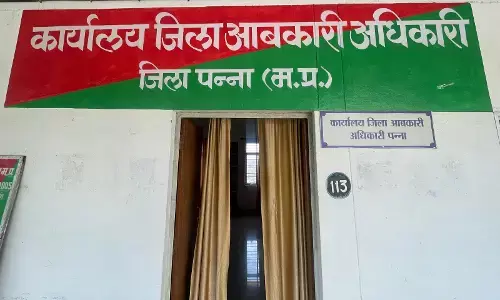 कार्यालय जिला आबकारी अधिकारी
जिला पन्ना (म.प्र.)
कार्यालय जिला आबकारी
अधिकारी पन्ना
113